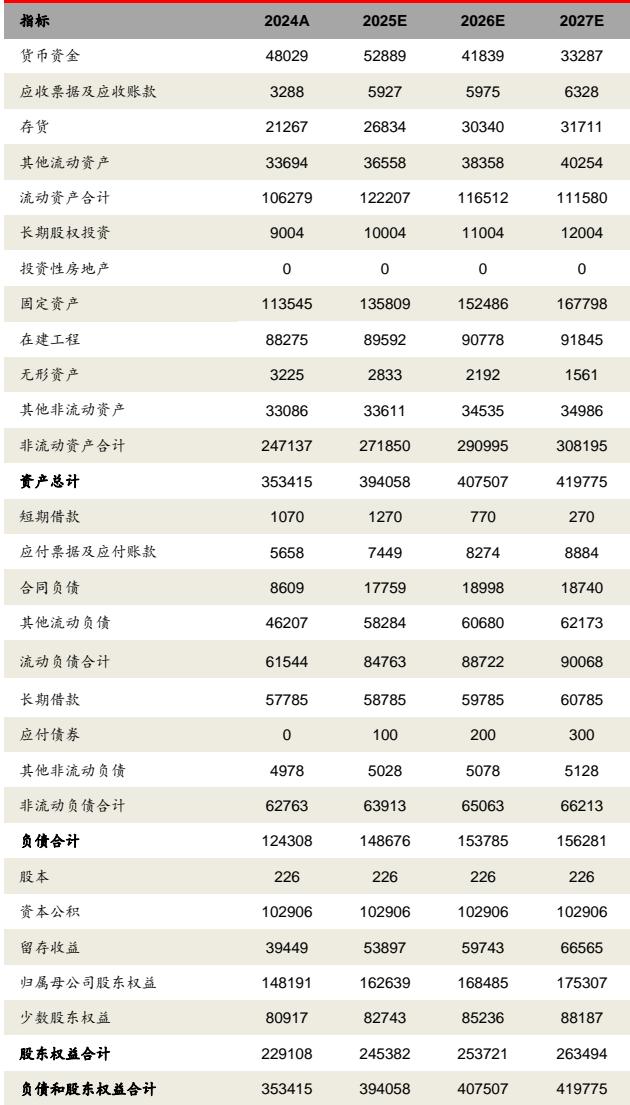 指标 2024A 2025E 2026E 2027E
货币资金 48029 52889 41839 33287
应收票据及应收账款 3288 5927 5975 6328
存货 21267 26834 30340 31711
其他流动资产 33694 36558 38358 40254
流动资产合计 106279 122207 116512 111580
长期股权投资 9004 10004 11004 12004
投资性房地产 0 0 0 0
固定资产 113545 135809 152486 167798
在建工程 88275 89592 90778 91845
无形资产 3225 2833 2192 1561
其他非流动资产 33086 33611 34535 34986
非流动资产合计 247137 271850 290995 308195
资产总计 353415 394058 407507 419775
短期借款 1070 1270 770 270
应付票据及应付账款 5658 7449 8274 8884
合同负债 8609 17759 18998 18740
其他流动负债 46207 58284 60680 62173
流动负债合计 61544 84763 88722 90068
长期借款 57785 58785 59785 60785
应付债券 0 100 200 300
其他非流动负债 4978 5028 5078 5128
非流动负债合计 62763 63913 65063 66213
负债合计 124308 148676 153785 156281
股本 226 226 226 226
资本公积 102906 102906 102906 102906
留存收益 39449 53897 59743 66565
归属母公司股东权益 148191 162639 168485 175307
少数股东权益 80917 82743 85236 88187
股东权益合计 229108 245382 253721 263494
负债和股东权益合计 353415 394058 407507 419775